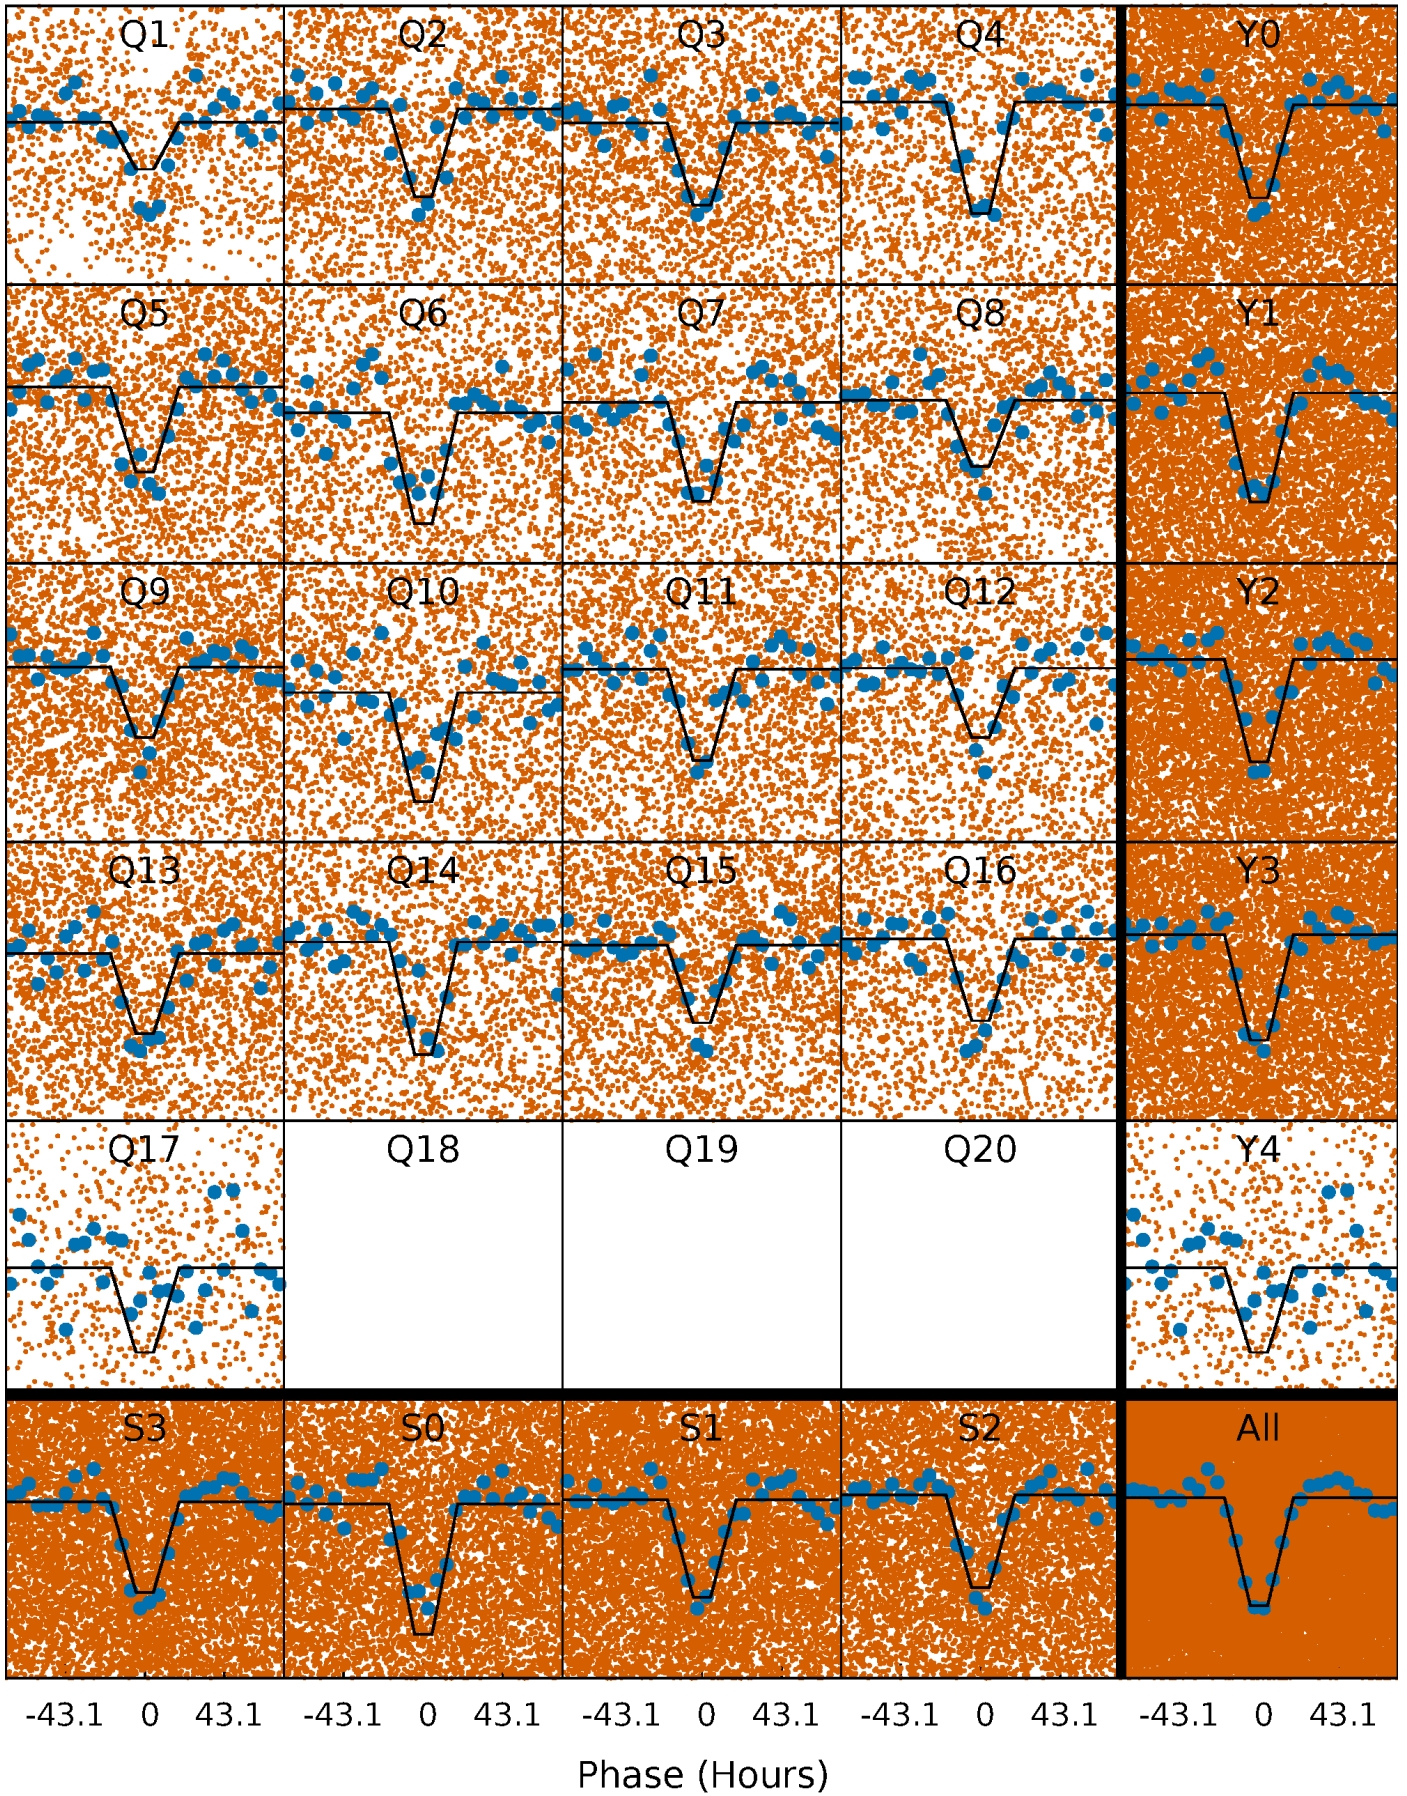 Q1 Q2 Q3 Q4 Y0
Q5 Q6 Q7 Q8 Y1
Q9 Q10 Q11 Q12 Y2
Q13 Q14 Q15 Q16 Y3
Q17 Q18 Q19 Q20 Y4
S3 S0 S1 S2 All
-43.1 0 43.1 -43.1 0 43.1 -43.1 0 43.1 -43.1 0 43.1 -43.1 0 43.1
Phase (Hours)